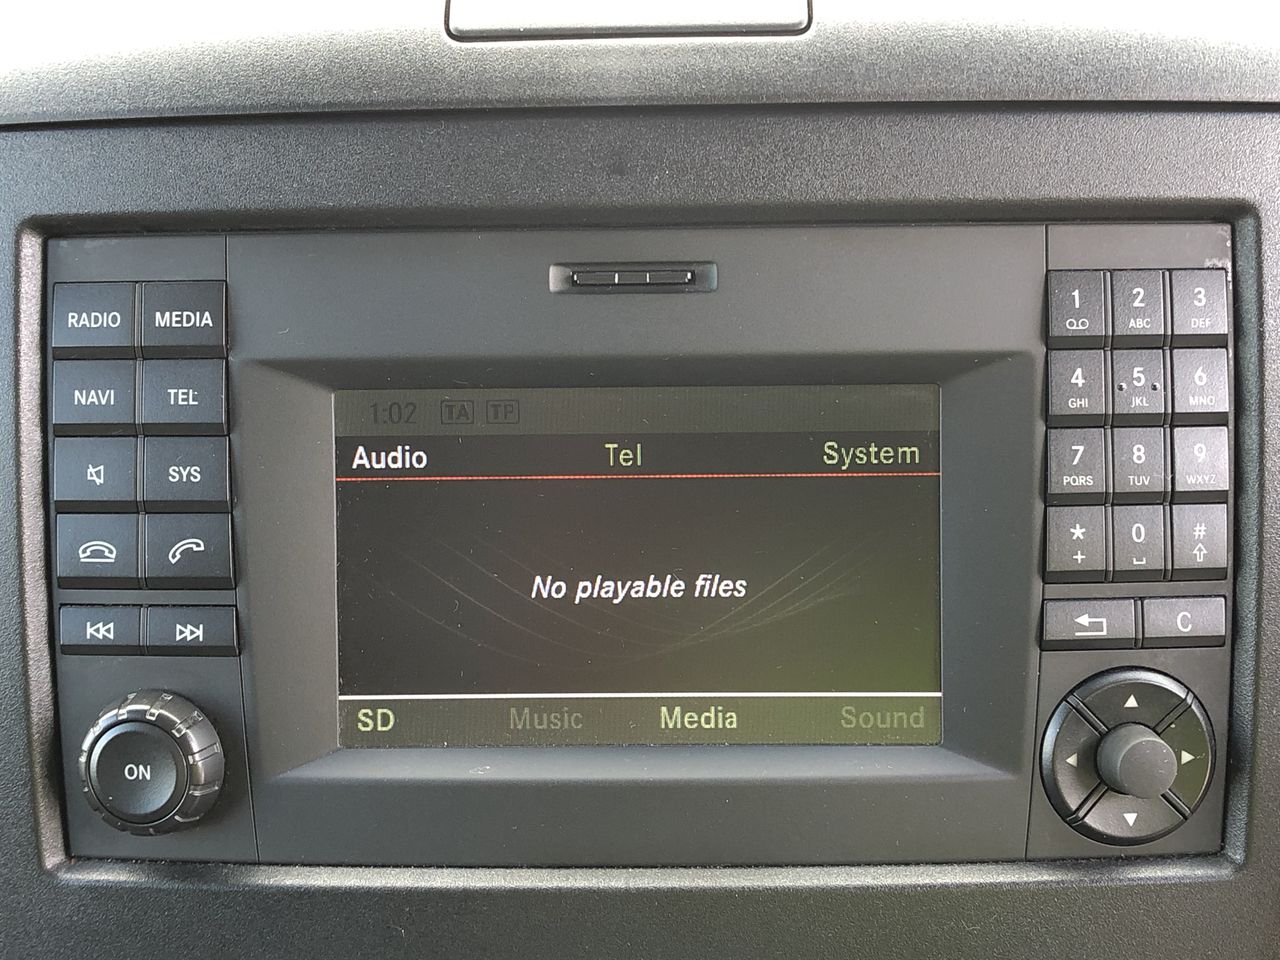 RADIO MEDIA
NAVI TEL
SYS
ON
1:02 TA TP
Audio Tel System
No playable files
SD Music Media Sound
1 2 ABC 3 DEF
4 GHI 5 JKL 6 MNO
7 PQRS 8 TUV 9 WXYZ
* + 0 #
C